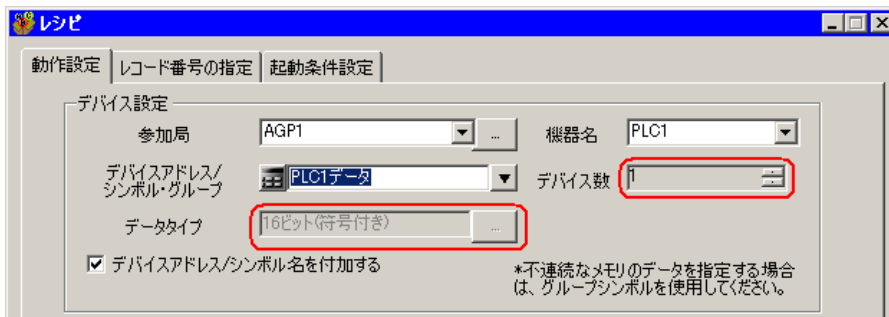 レシピ
動作設定 レコード番号の指定 起動条件設定
デバイス設定
参加局 AGP1 ... 機器名 PLC1
デバイスアドレス/
シンボル・グループ PLC1データ デバイス数 1
データタイプ 16ビット(符号付き) ...
デバイスアドレス/シンボル名を付加する
*不連続なメモリのデータを指定する場合
は、グループシンボルを使用してください。